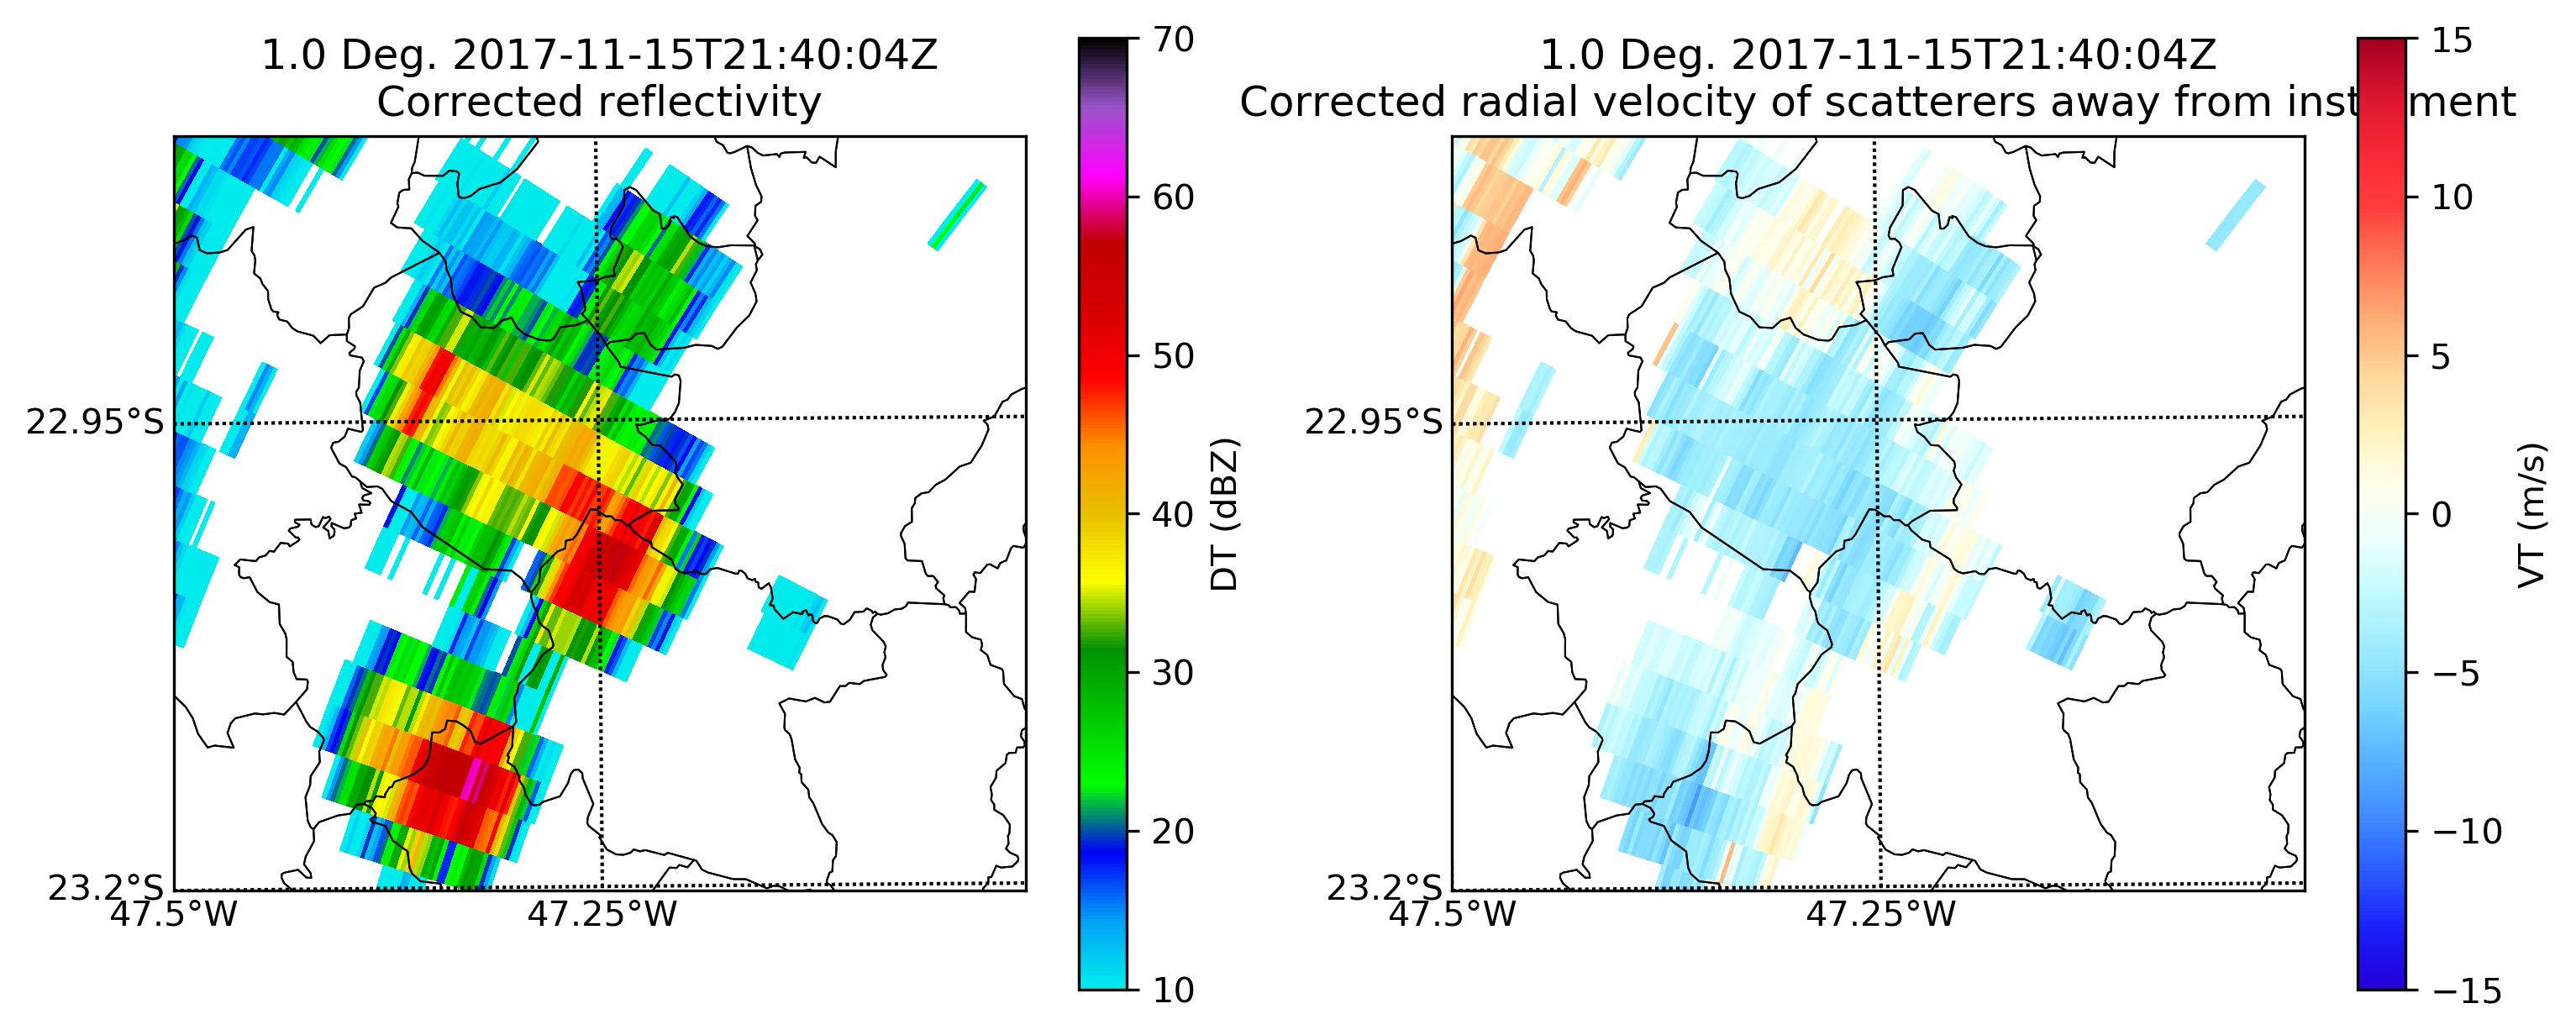 1.0 Deg. 2017-11-15T21:40:04Z
Corrected reflectivity
22.95°S
23.2°S
47.5°W
47.25°W
70
60
50
40
30
20
10
DT (dBZ)
1.0 Deg. 2017-11-15T21:40:04Z
Corrected radial velocity of scatterers away from inst ment
22.95°S
23.2°S
47.5°W
47.25°W
15
10
5
0
−5
−10
−15
VT (m/s)